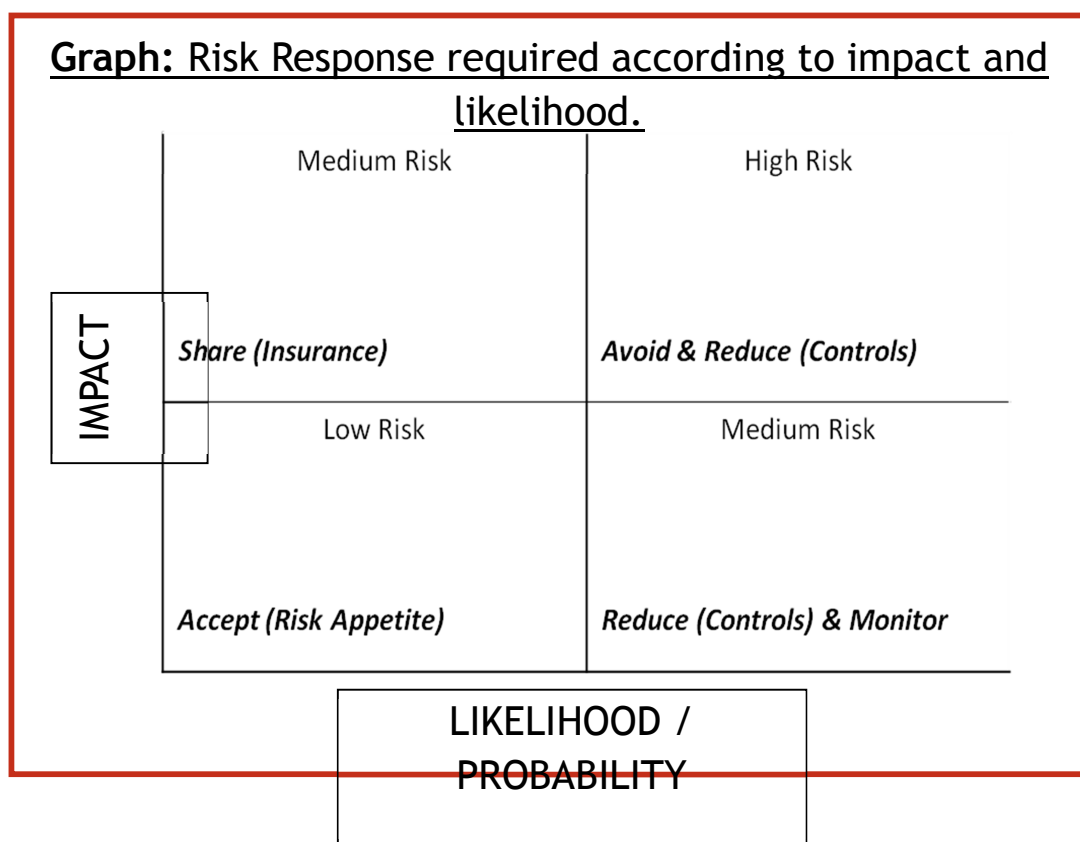 Graph: Risk Response required according to impact and
likelihood.
Medium Risk
High Risk
IMPACT
Share (Insurance)
Avoid & Reduce (Controls)
Low Risk
Medium Risk
Accept (Risk Appetite)
Reduce (Controls) & Monitor
LIKELIHOOD /
PROBABILITY